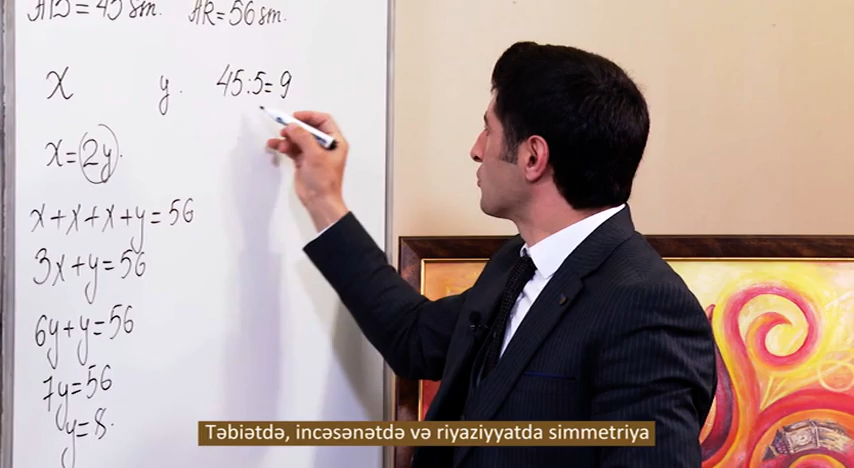 AB = 45 sm. AR = 56 sm.
x y. 45:5=9
x=2y.
x+x+x+y=56
3x+y=56
6y+y=56
7y=56
y=8.
Təbiətdə, incəsənətdə və riyaziyyatda simmetriya